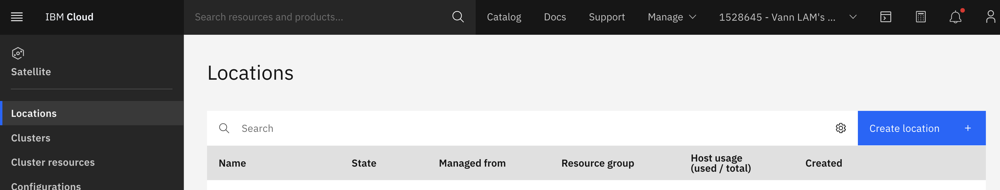 IBM Cloud
Search resources and products...
Catalog
Docs
Support
Manage
1528645 - Vann LAM's ...
Satellite
Locations
Clusters
Cluster resources
Configurations
Locations
Search
Create location +
Name
State
Managed from
Resource group
Host usage
(used / total)
Created